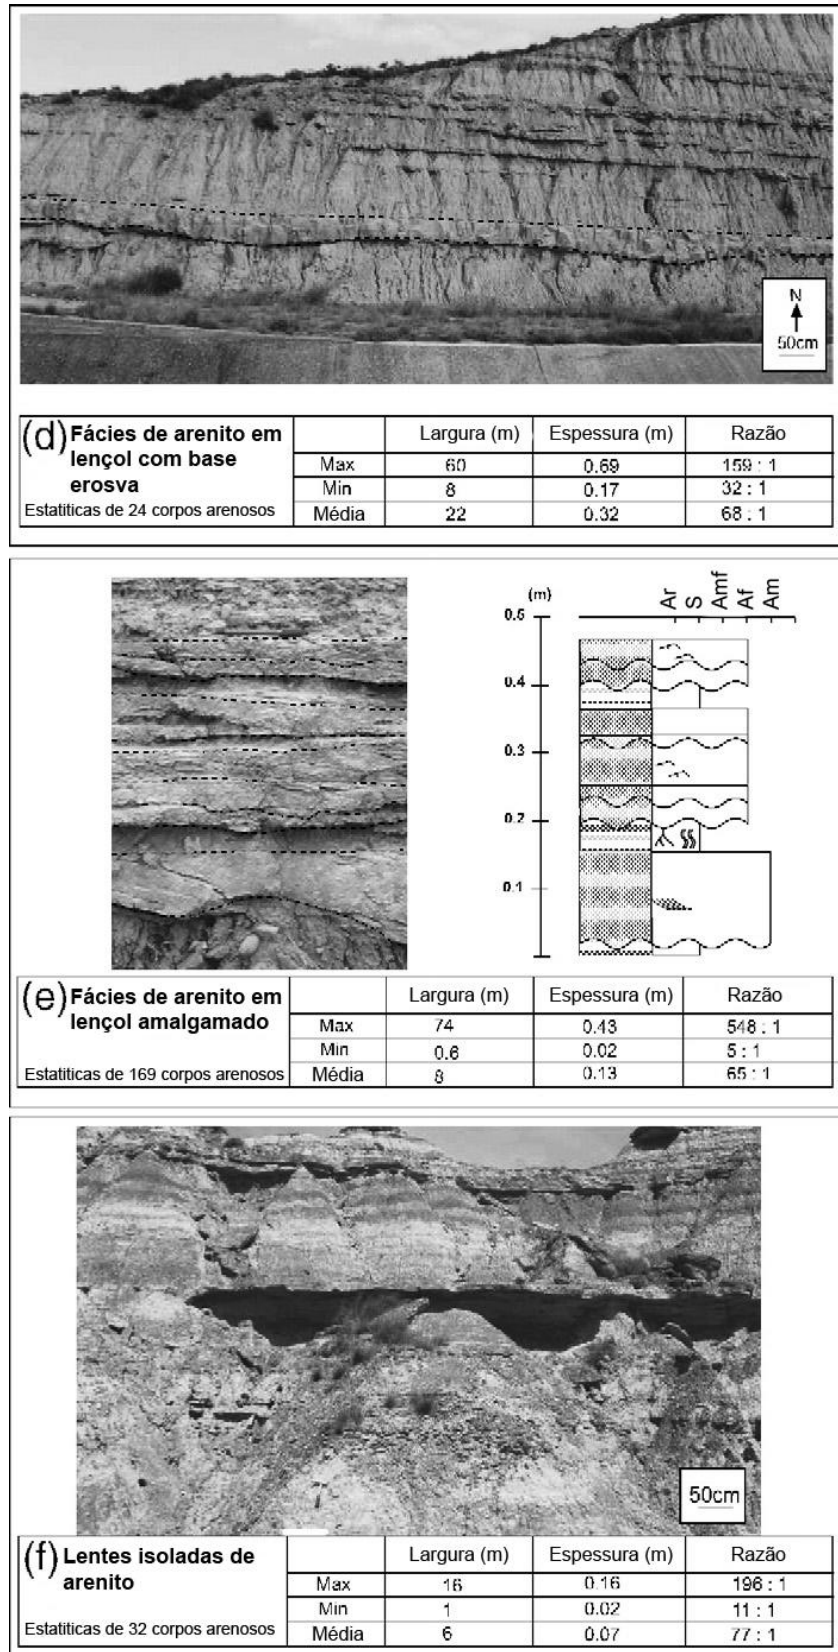 N
50cm
(d) Fácies de arenito em
lençol com base
erosva
Estatiticas de 24 corpos arenosos
Largura (m) Espessura (m) Razão
Max 60 0.69 159 : 1
Min 8 0.17 32 : 1
Média 22 0.32 68 : 1
(m)
Ar S Amf Af Am
0.5
0.4
0.3
0.2
0.1
(e) Fácies de arenito em
lençol amalgamado
Estatiticas de 169 corpos arenosos
Largura (m) Espessura (m) Razão
Max 74 0.43 548 : 1
Min 0.6 0.02 5 : 1
Média 8 0.13 65 : 1
50cm
(f) Lentes isoladas de
arenito
Estatiticas de 32 corpos arenosos
Largura (m) Espessura (m) Razão
Max 16 0.16 196 : 1
Min 1 0.02 11 : 1
Média 6 0.07 77 : 1